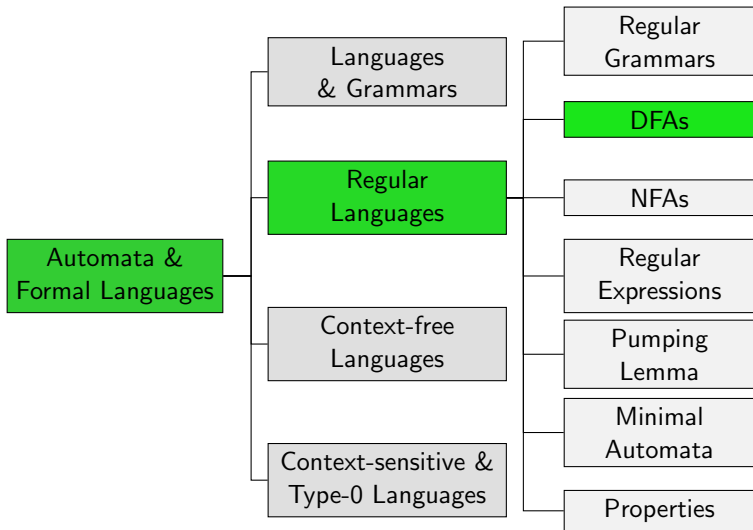 Automata &
Formal Languages
Languages
& Grammars
Regular
Languages
Context-free
Languages
Context-sensitive &
Type-0 Languages
Regular
Grammars
DFAs
NFAs
Regular
Expressions
Pumping
Lemma
Minimal
Automata
Properties